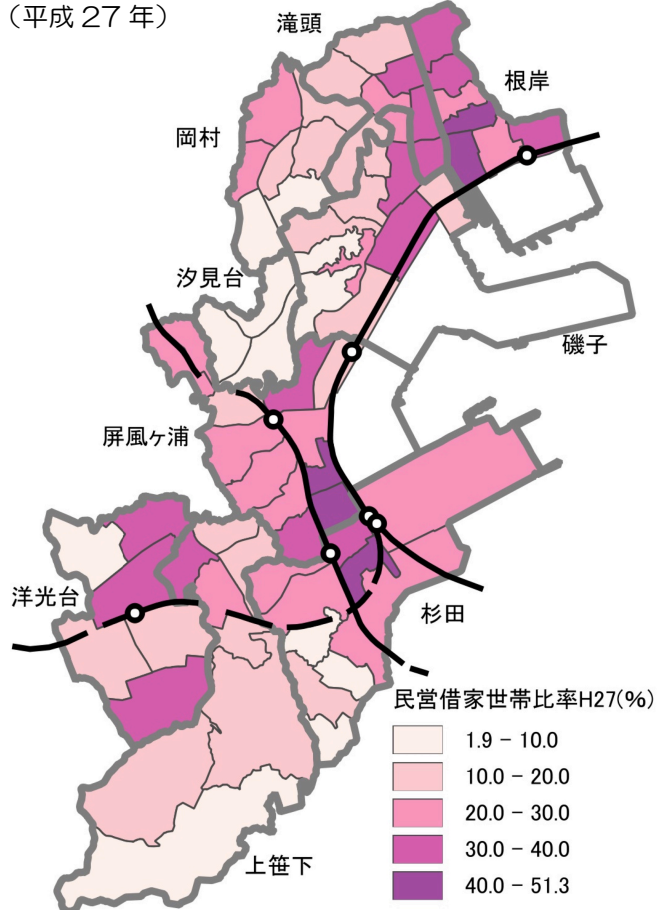 （平成 27 年）
滝頭
根岸
岡村
汐見台
磯子
屏風ヶ浦
洋光台
杉田
民営借家世帯比率H27(%)
1.9 − 10.0
10.0 − 20.0
20.0 − 30.0
30.0 − 40.0
40.0 − 51.3
上笹下